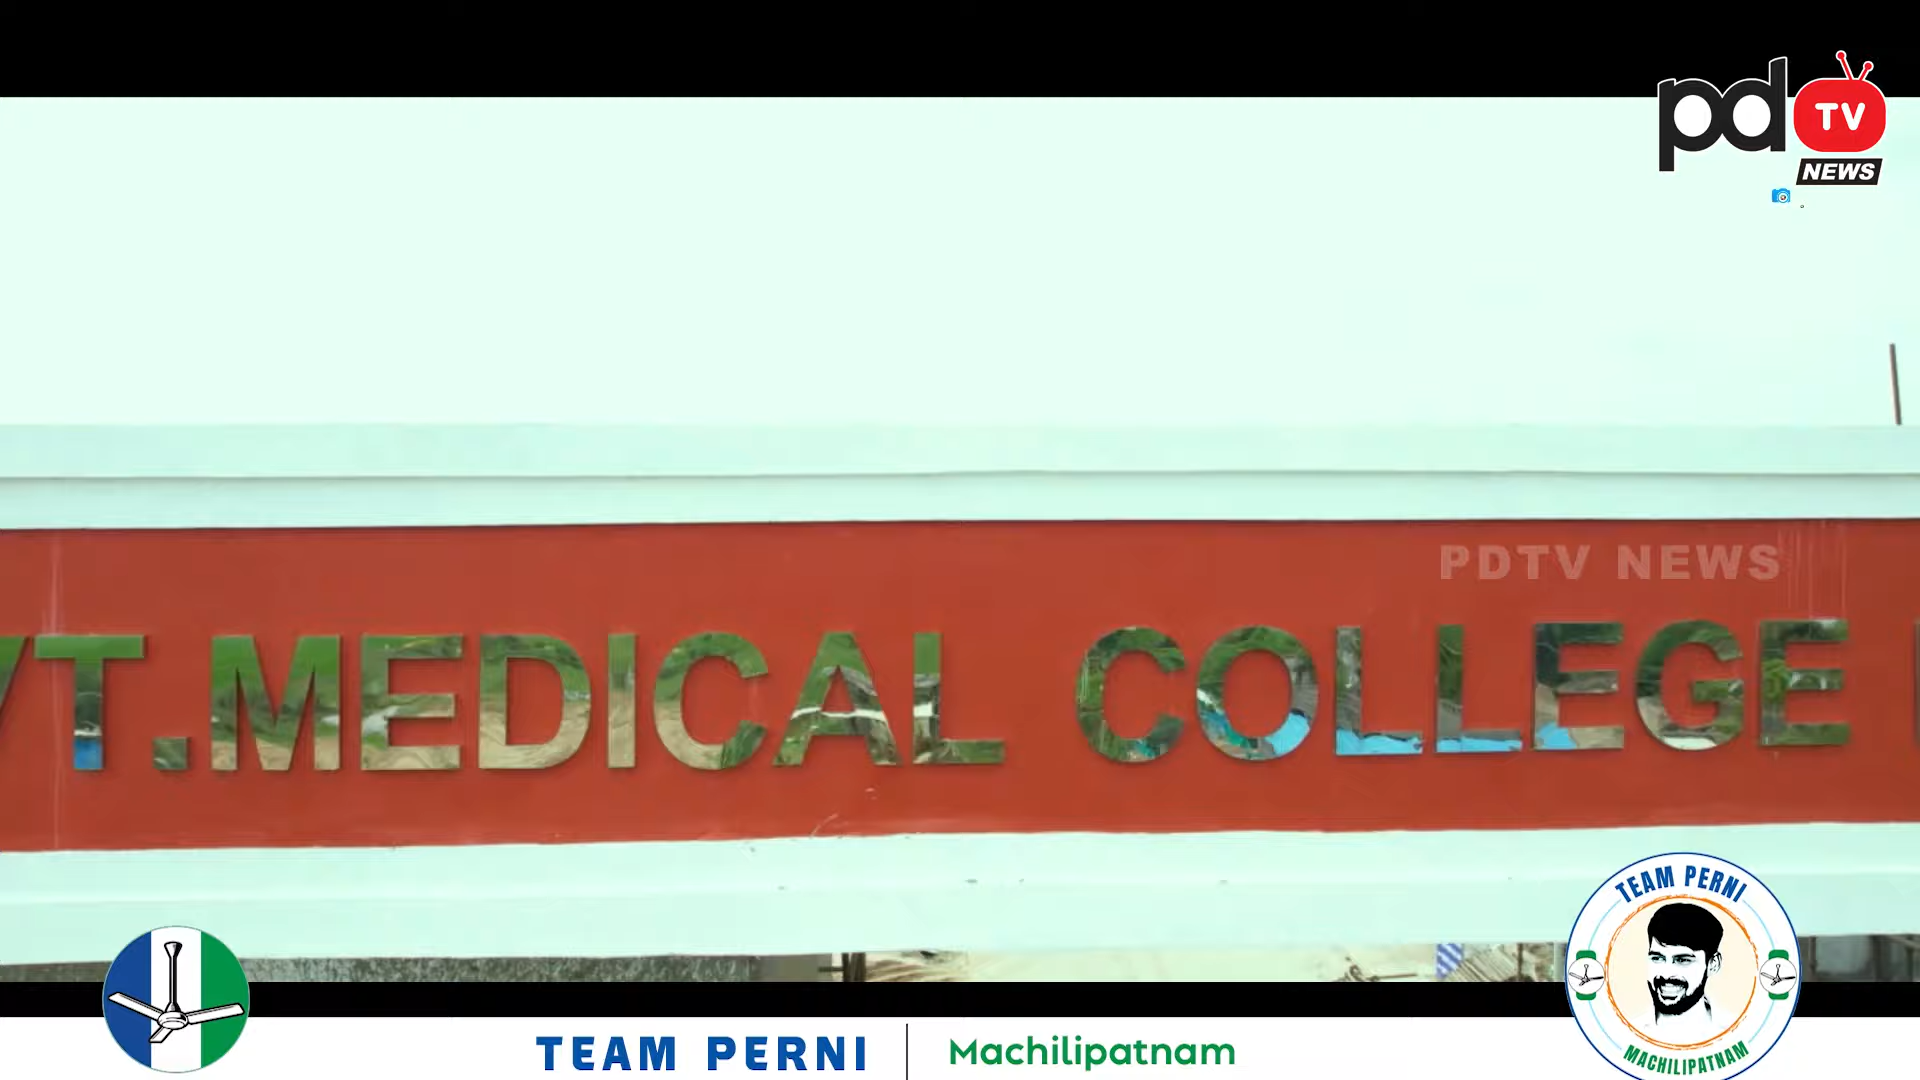 pd TV
NEWS
PDTV NEWS
VT.MEDICAL COLLEGE
TEAM PERNI
MACHILIPATNAM
TEAM PERNI
Machilipatnam